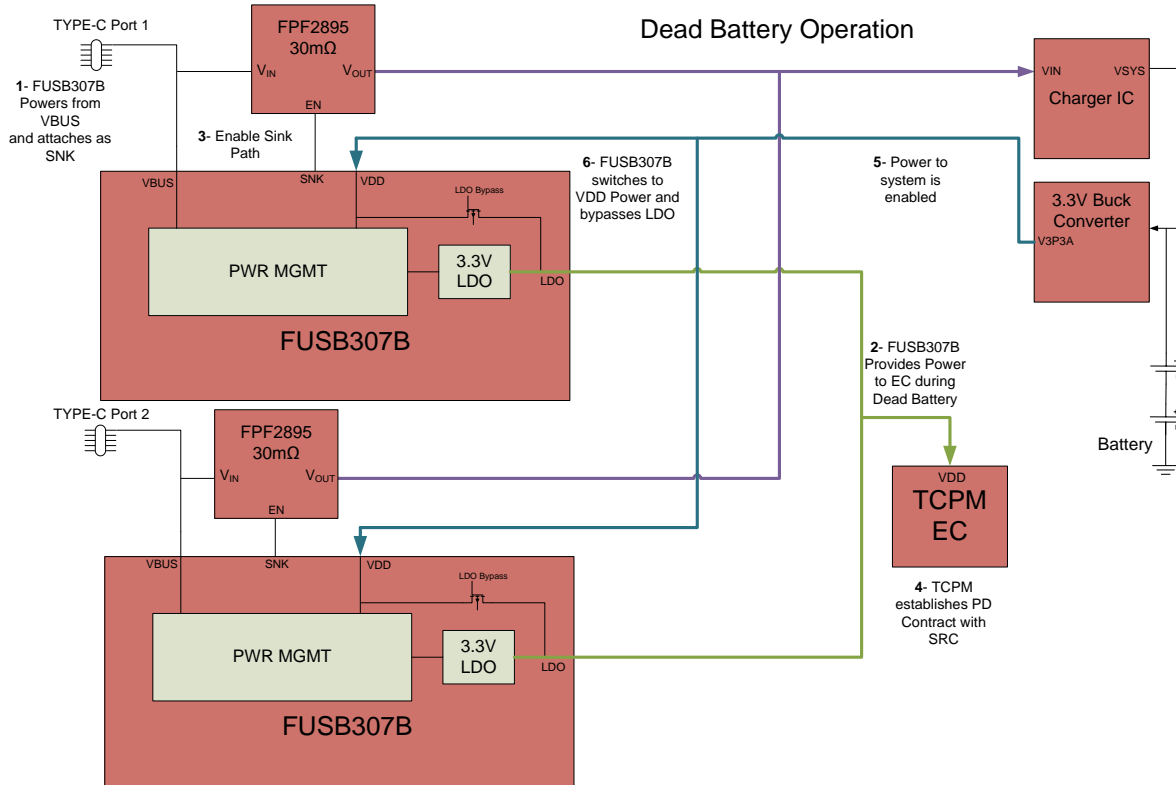 Dead Battery Operation
TYPE-C Port 1
1- FUSB307B
Powers from
VBUS
and attaches as
SNK
FPF2895
30mΩ
VIN
VOUT
EN
3- Enable Sink
Path
VBUS
SNK
VDD
LDO Bypass
PWR MGMT
3.3V
LDO
LDO
FUSB307B
6- FUSB307B
switches to
VDD Power and
bypasses LDO
5- Power to
system is
enabled
VIN
VSYS
Charger IC
3.3V Buck
Converter
V3P3A
2- FUSB307B
Provides Power
to EC during
Dead Battery
Battery
TYPE-C Port 2
FPF2895
30mΩ
VIN
VOUT
EN
VBUS
SNK
VDD
LDO Bypass
PWR MGMT
3.3V
LDO
LDO
FUSB307B
VDD
TCPM
EC
4- TCPM
establishes PD
Contract with
SRC